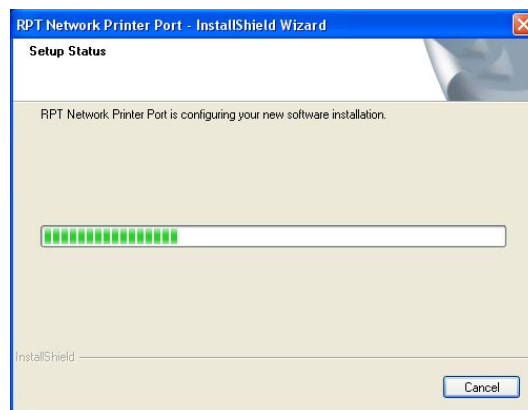 RPT Network Printer Port - InstallShield Wizard
Setup Status
RPT Network Printer Port is configuring your new software installation.
InstallShield
Cancel